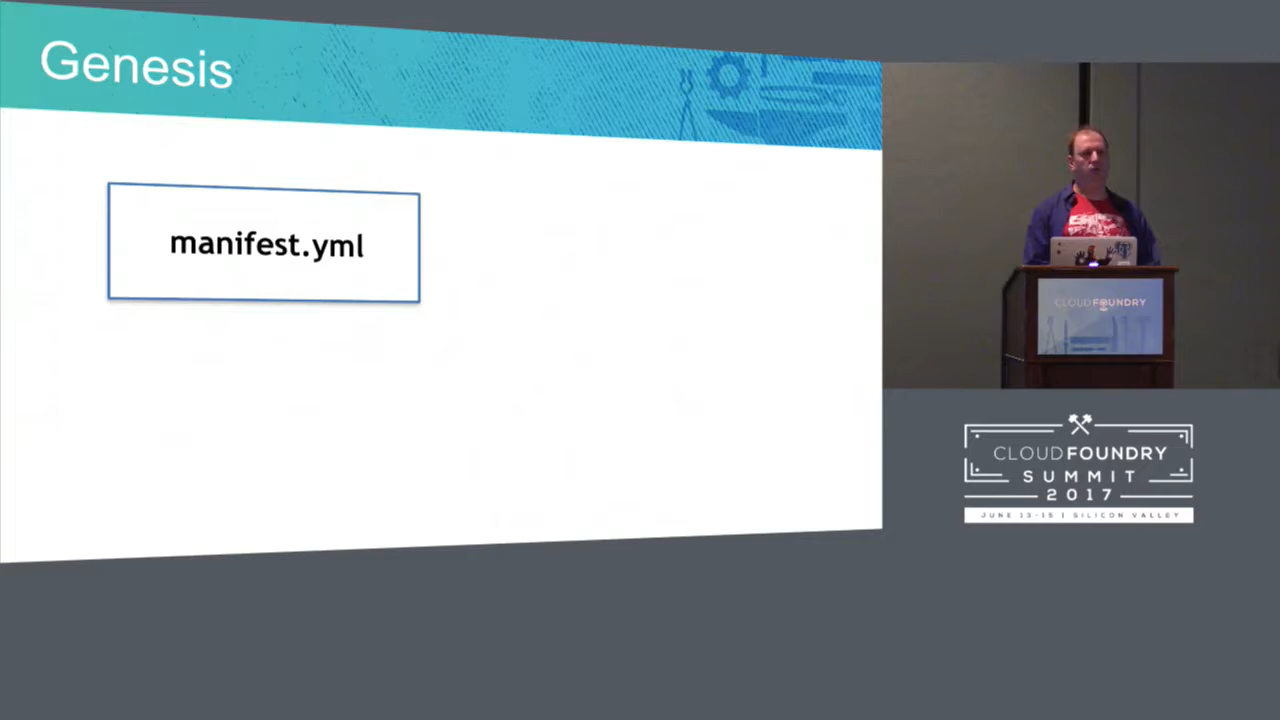 Genesis
manifest.yml
CLOUD FOUNDRY
CLOUD FOUNDRY
SUMMIT
2017
JUNE 13-15 | SILICON VALLEY